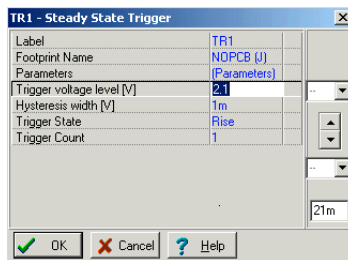 TR1 - Steady State Trigger
Label TR1
Footprint Name NOPCB (J)
Parameters (Parameters)
Trigger voltage level [V] 2.1
Hysteresis width [V] 1m
Trigger State Rise
Trigger Count 1
--
--
21m
OK Cancel ? Help